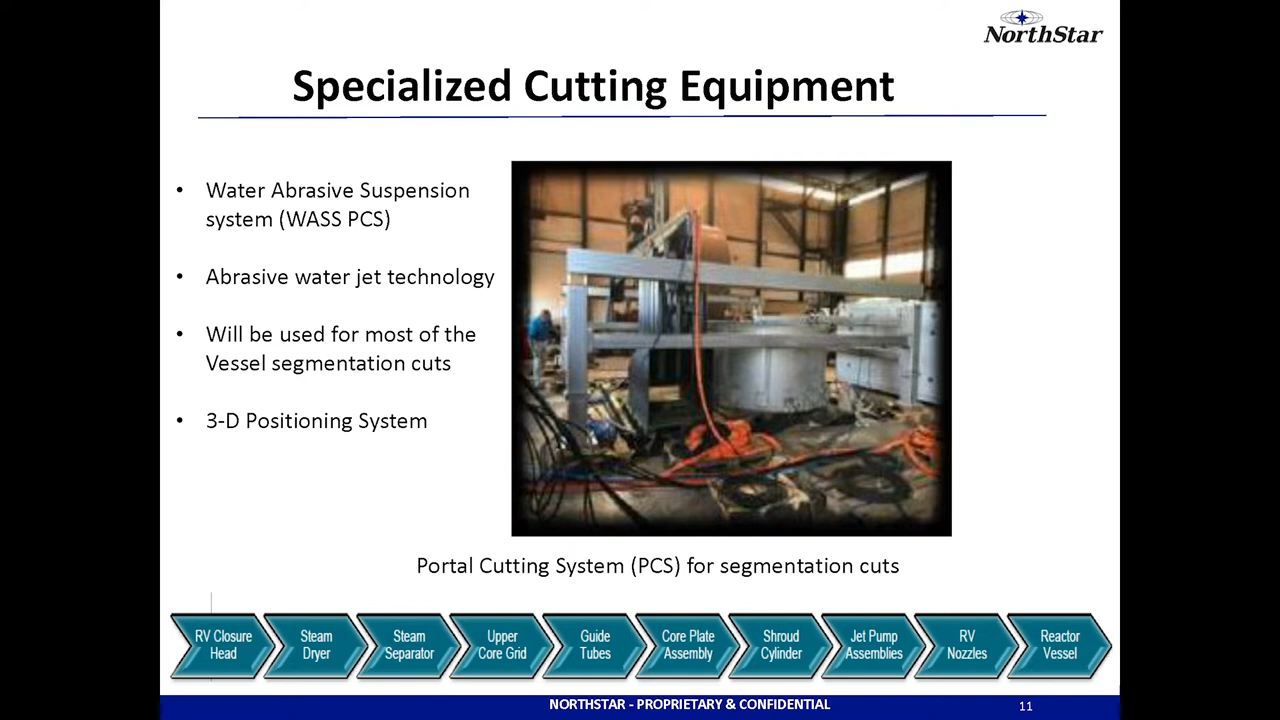 NorthStar
Specialized Cutting Equipment
• Water Abrasive Suspension
system (WASS PCS)
• Abrasive water jet technology
• Will be used for most of the
Vessel segmentation cuts
• 3-D Positioning System
Portal Cutting System (PCS) for segmentation cuts
RV Closure
Head
Steam
Dryer
Steam
Separator
Upper
Core Grid
Guide
Tubes
Core Plate
Assembly
Shroud
Cylinder
Jet Pump
Assemblies
RV
Nozzles
Reactor
Vessel
NORTHSTAR - PROPRIETARY & CONFIDENTIAL
11